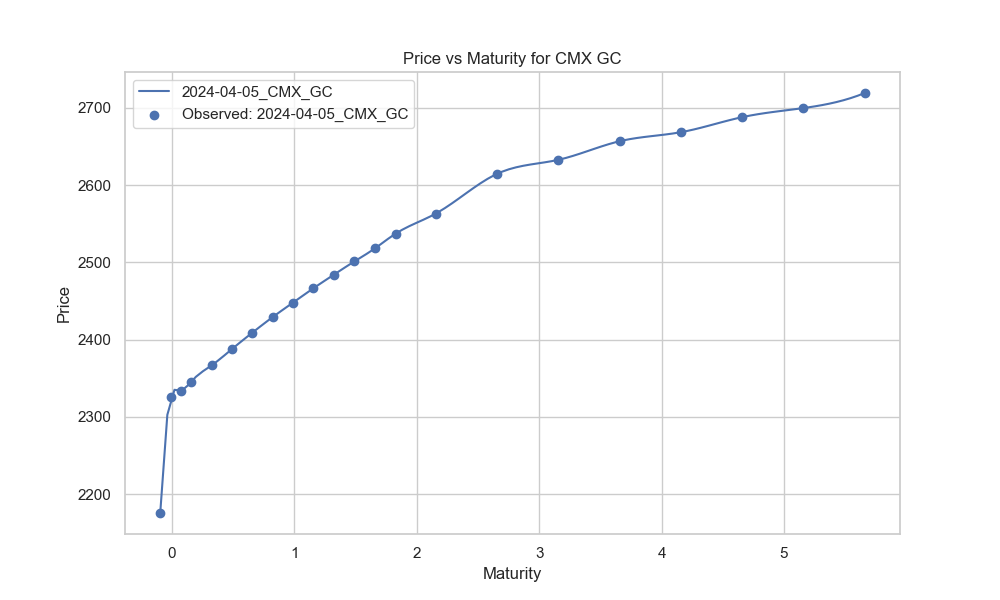 Price vs Maturity for CMX GC
2024-04-05_CMX_GC
Observed: 2024-04-05_CMX_GC
Price
2700
2600
2500
2400
2300
2200
0 1 2 3 4 5
Maturity